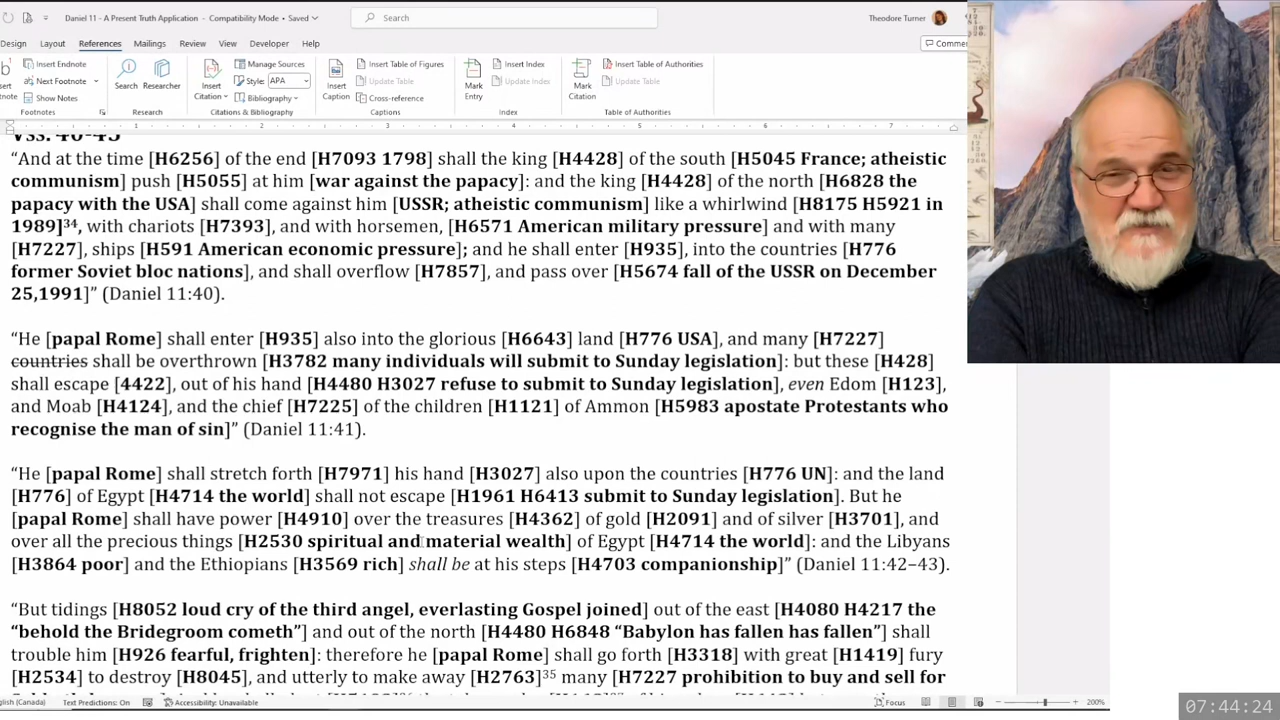 Daniel 11 - A Present Truth Application - Compatibility Mode • Saved
Search
Theodore Turner
Design Layout References Mailings Review View Developer Help
Insert Endnote
Next Footnote
Show Notes
Footnotes
Search
Researcher
Research
Insert
Citation
Manage Sources
Style: APA
Bibliography
Citations & Bibliography
Insert
Caption
Insert Table of Figures
Update Table
Cross-reference
Captions
Mark
Entry
Insert Index
Update Index
Index
Mark
Citation
Insert Table of Authorities
Update Table
Table of Authorities
1 2 3 4 5 6 7
Vss. 40-45
“And at the time [H6256] of the end [H7093 1798] shall the king [H4428] of the south [H5045 France; atheistic
communism] push [H5055] at him [war against the papacy]: and the king [H4428] of the north [H6828 the
papacy with the USA] shall come against him [USSR; atheistic communism] like a whirlwind [H8175 H5921 in
1989]³⁴, with chariots [H7393], and with horsemen, [H6571 American military pressure] and with many
[H7227], ships [H591 American economic pressure]; and he shall enter [H935], into the countries [H776
former Soviet bloc nations], and shall overflow [H7857], and pass over [H5674 fall of the USSR on December
25,1991]” (Daniel 11:40).
“He [papal Rome] shall enter [H935] also into the glorious [H6643] land [H776 USA], and many [H7227]
countries shall be overthrown [H3782 many individuals will submit to Sunday legislation]: but these [H428]
shall escape [4422], out of his hand [H4480 H3027 refuse to submit to Sunday legislation], even Edom [H123],
and Moab [H4124], and the chief [H7225] of the children [H1121] of Ammon [H5983 apostate Protestants who
recognise the man of sin]” (Daniel 11:41).
“He [papal Rome] shall stretch forth [H7971] his hand [H3027] also upon the countries [H776 UN]: and the land
[H776] of Egypt [H4714 the world] shall not escape [H1961 H6413 submit to Sunday legislation]. But he
[papal Rome] shall have power [H4910] over the treasures [H4362] of gold [H2091] and of silver [H3701], and
over all the precious things [H2530 spiritual and material wealth] of Egypt [H4714 the world]: and the Libyans
[H3864 poor] and the Ethiopians [H3569 rich] shall be at his steps [H4703 companionship]” (Daniel 11:42–43).
“But tidings [H8052 loud cry of the third angel, everlasting Gospel joined] out of the east [H4080 H4217 the
“behold the Bridegroom cometh”] and out of the north [H4480 H6848 “Babylon has fallen has fallen”] shall
trouble him [H926 fearful, frighten]: therefore he [papal Rome] shall go forth [H3318] with great [H1419] fury
[H2534] to destroy [H8045], and utterly to make away [H2763]³⁵ many [H7227 prohibition to buy and sell for
Text Predictions: On
Accessibility: Unavailable
Focus
200%
07:44:24